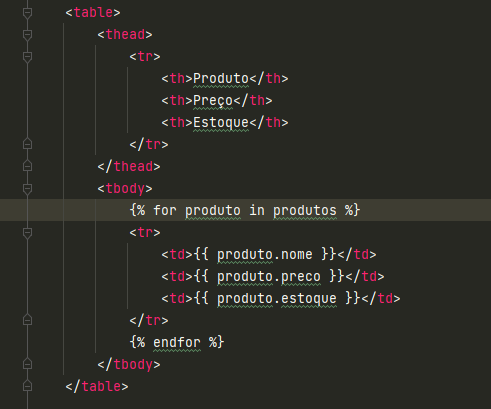 <table>
<thead>
<tr>
<th>Produto</th>
<th>Preço</th>
<th>Estoque</th>
</tr>
</thead>
<tbody>
{% for produto in produtos %}
<tr>
<td>{{ produto.nome }}</td>
<td>{{ produto.preco }}</td>
<td>{{ produto.estoque }}</td>
</tr>
{% endfor %}
</tbody>
</table>